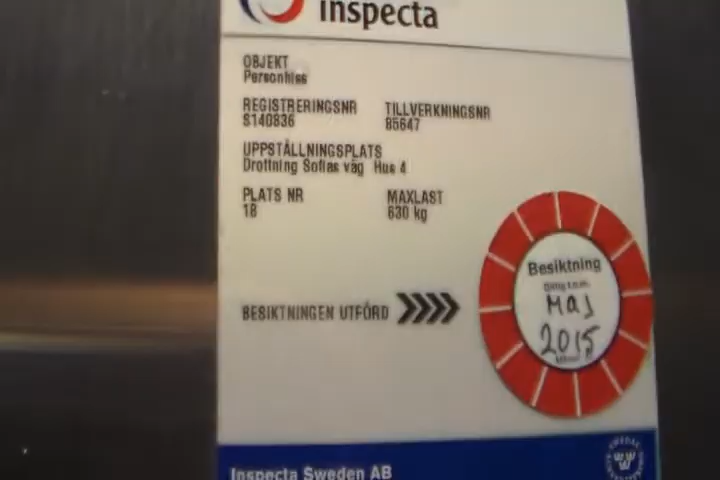 inspecta
OBJEKT
Personhiss
REGISTRERINGSNR TILLVERKNINGSNR
S140836 85647
UPPSTÄLLNINGSPLATS
Drottning Sofias väg Hus 4
PLATS NR MAXLAST
18 630 kg
BESIKTNINGEN UTFÖRD
Besiktning
Giltig t.o.m.
Maj
2015
Inspecta Sweden AB